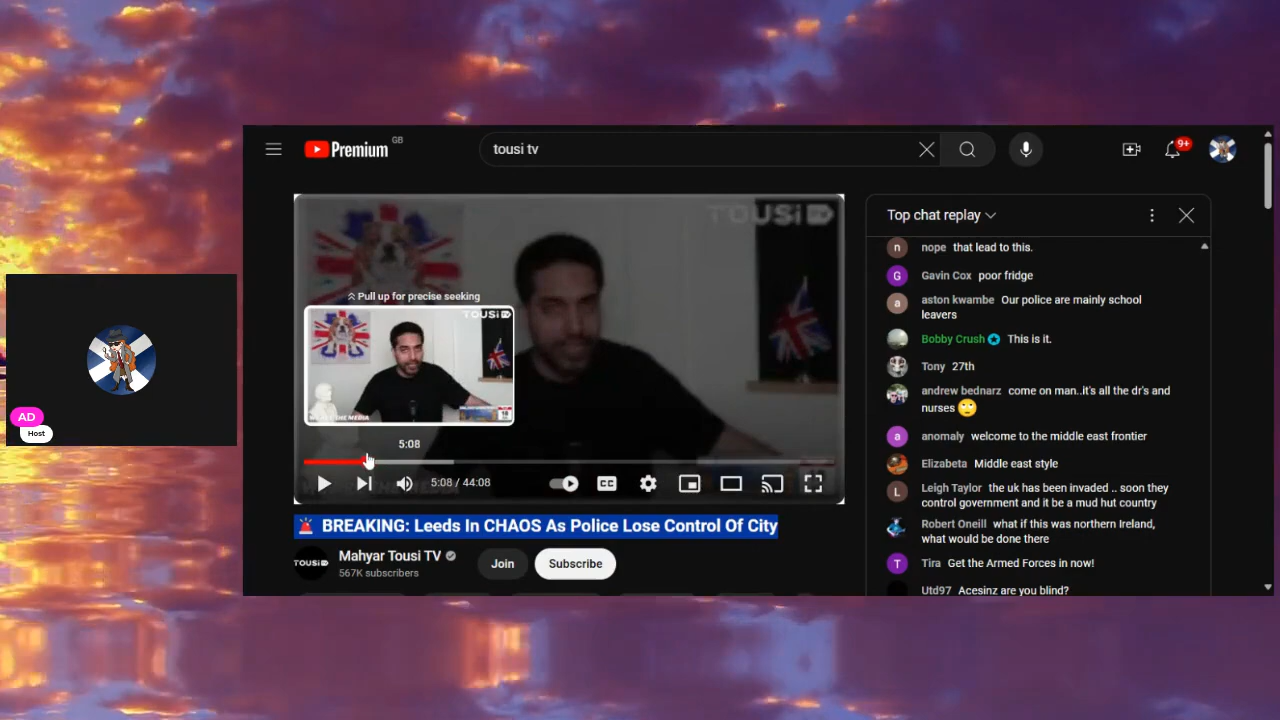 Premium GB
tousi tv
9+
TOUSi TV
Pull up for precise seeking
TOUSi
5:08
5:08 / 44:08
CC
🚨 BREAKING: Leeds In CHAOS As Police Lose Control Of City
TOUSi
Mahyar Tousi TV
567K subscribers
Join
Subscribe
Top chat replay
n nope that lead to this.
G Gavin Cox poor fridge
a aston kwambe Our police are mainly school
leavers
Bobby Crush This is it.
Tony 27th
andrew bednarz come on man..it's all the dr's and
nurses 🙄
a anomaly welcome to the middle east frontier
Elizabeta Middle east style
L Leigh Taylor the uk has been invaded .. soon they
control government and it be a mud hut country
Robert Oneill what if this was northern Ireland,
what would be done there
T Tira Get the Armed Forces in now!
Utd97 Acesinz are you blind?
AD
Host